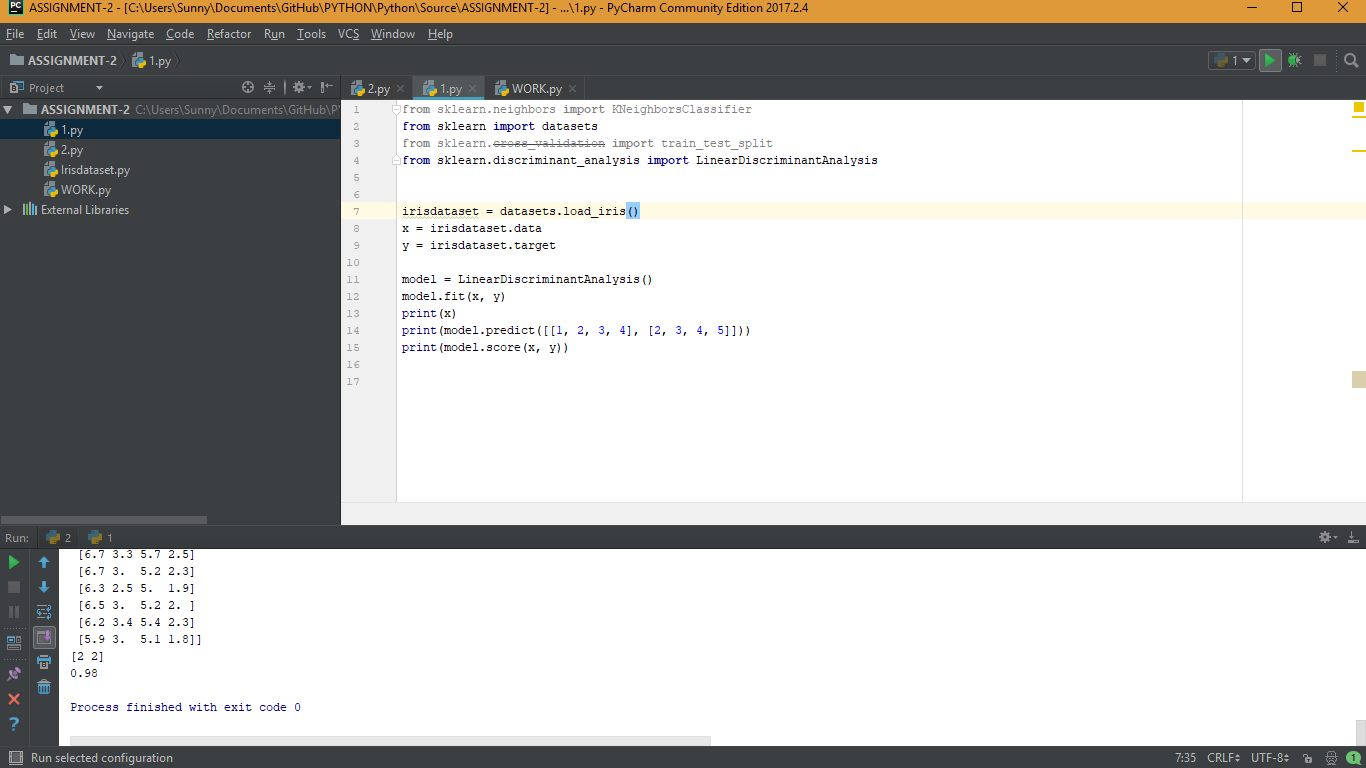 ASSIGNMENT-2 - [C:\Users\Sunny\Documents\GitHub\PYTHON\Python\Source\ASSIGNMENT-2] - ...\1.py - PyCharm Community Edition 2017.2.4
File Edit View Navigate Code Refactor Run Tools VCS Window Help
ASSIGNMENT-2 1.py 1
Project 2.py 1.py WORK.py
ASSIGNMENT-2 C:\Users\Sunny\Documents\GitHub\P
1.py
2.py
Irisdataset.py
WORK.py
External Libraries
1 from sklearn.neighbors import KNeighborsClassifier
2 from sklearn import datasets
3 from sklearn.cross_validation import train_test_split
4 from sklearn.discriminant_analysis import LinearDiscriminantAnalysis
5
6
7 irisdataset = datasets.load_iris()
8 x = irisdataset.data
9 y = irisdataset.target
10
11 model = LinearDiscriminantAnalysis()
12 model.fit(x, y)
13 print(x)
14 print(model.predict([[1, 2, 3, 4], [2, 3, 4, 5]]))
15 print(model.score(x, y))
16
17
Run: 2 1
[6.7 3.3 5.7 2.5]
[6.7 3. 5.2 2.3]
[6.3 2.5 5. 1.9]
[6.5 3. 5.2 2. ]
[6.2 3.4 5.4 2.3]
[5.9 3. 5.1 1.8]]
[2 2]
0.98
Process finished with exit code 0
Run selected configuration 7:35 CRLF UTF-8 1